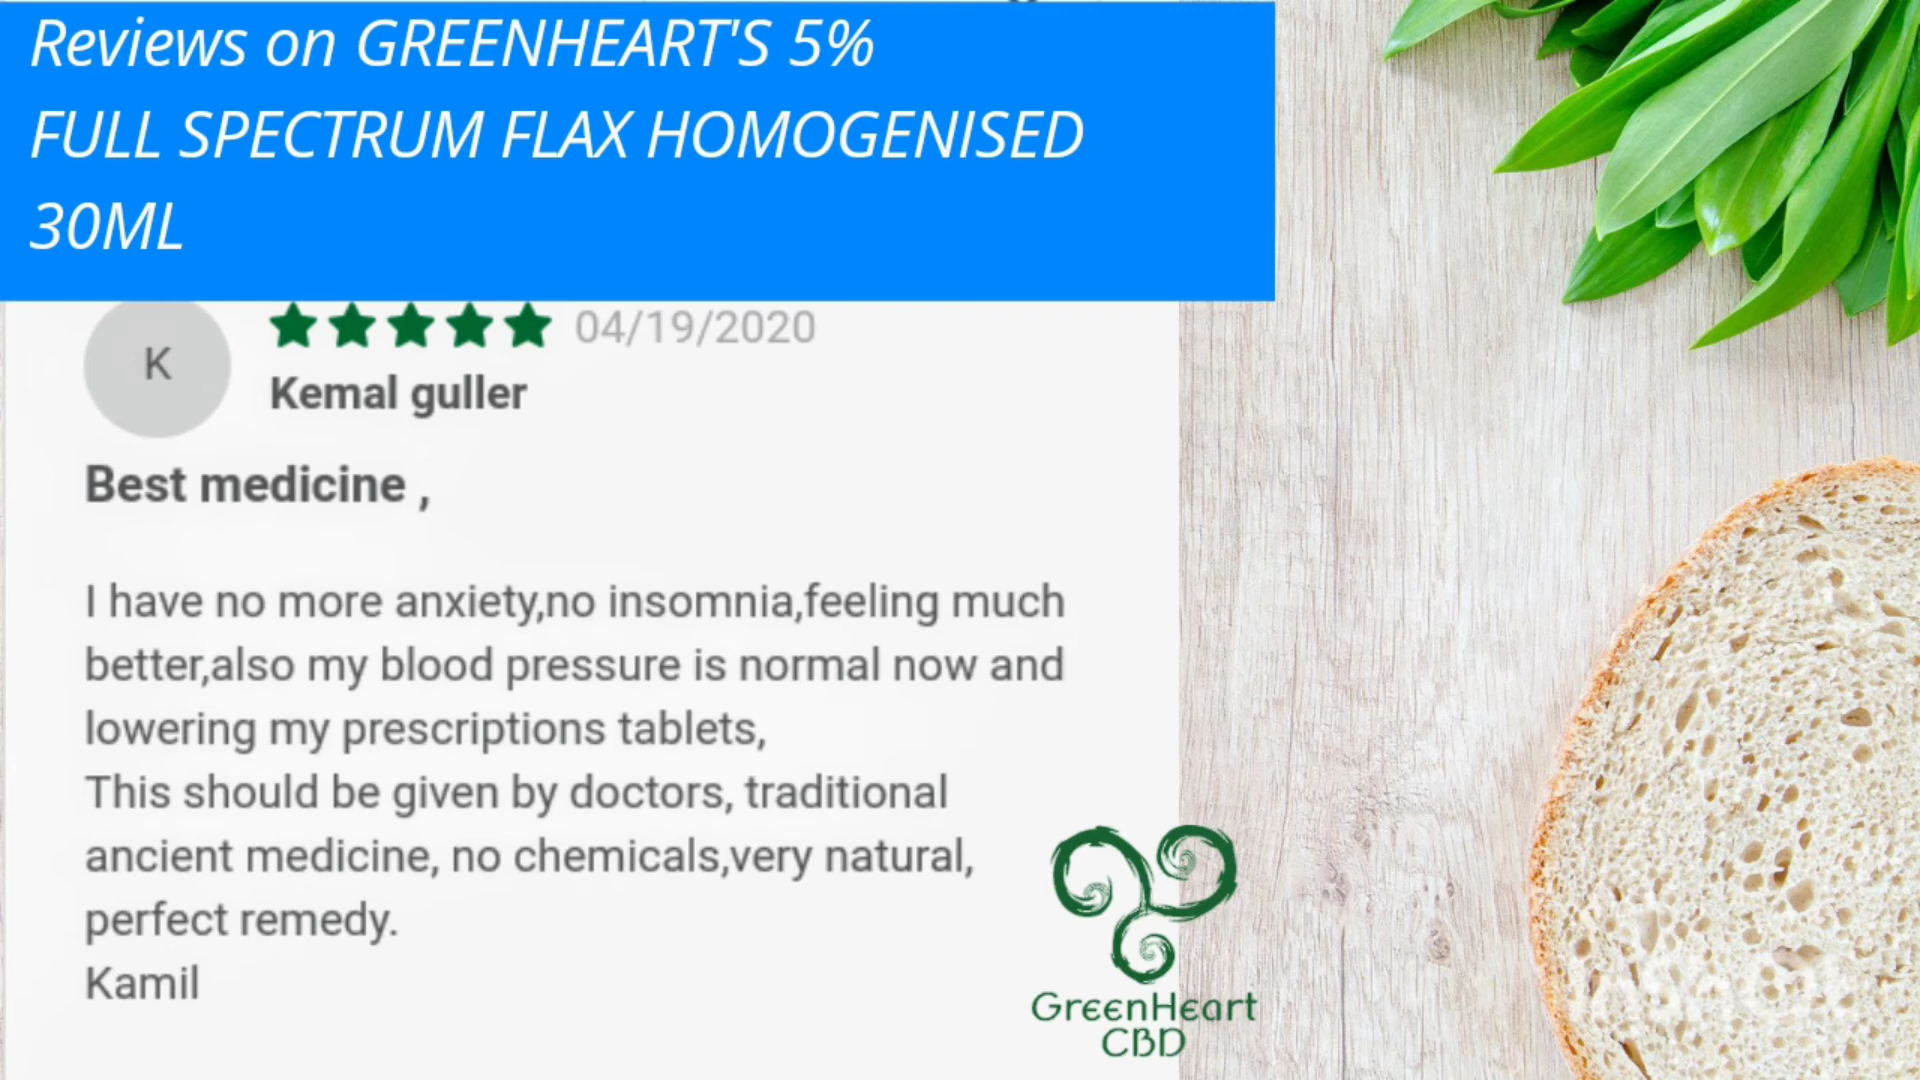 Reviews on GREENHEART'S 5%
FULL SPECTRUM FLAX HOMOGENISED
30ML
K
04/19/2020
Kemal guller
Best medicine ,
I have no more anxiety,no insomnia,feeling much
better,also my blood pressure is normal now and
lowering my prescriptions tablets,
This should be given by doctors, traditional
ancient medicine, no chemicals,very natural,
perfect remedy.
Kamil
GreenHeart
CBD